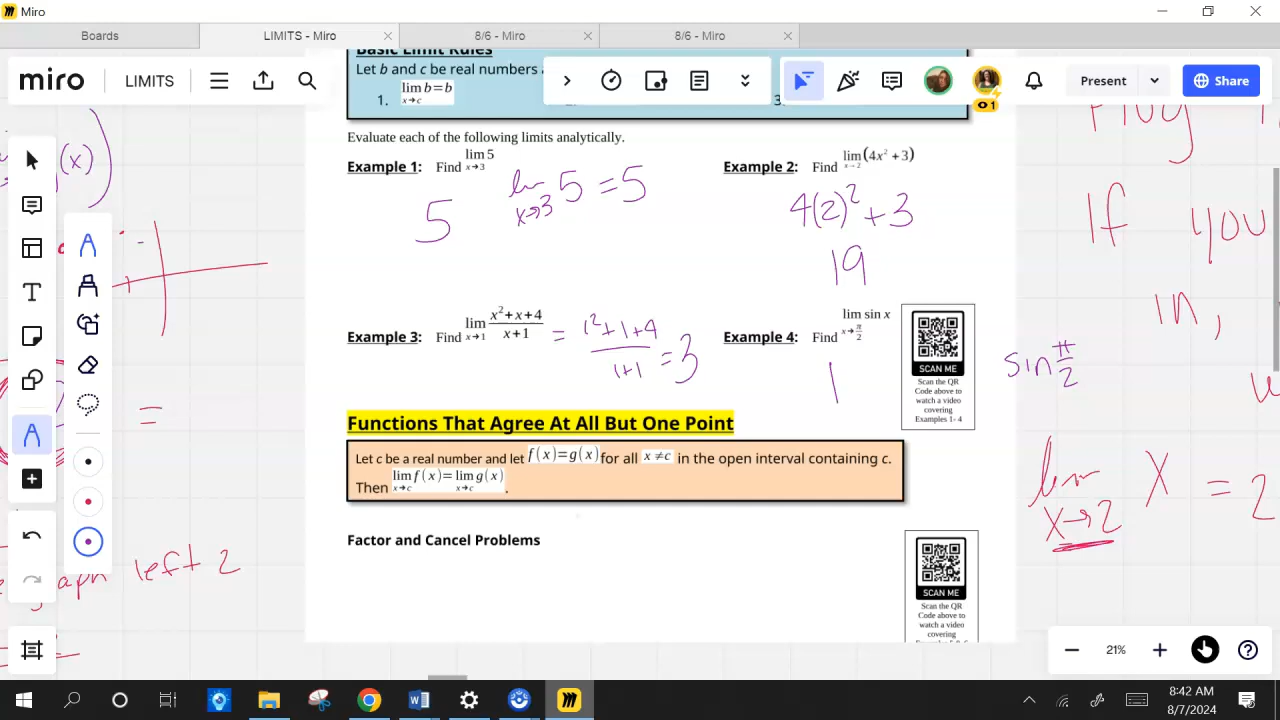 Miro
Boards
LIMITS - Miro
8/6 - Miro
8/6 - Miro
miro
LIMITS
Present
Share
1
Basic Limit Rules
Let b and c be real numbers
1. lim b=b
x→c
3
Evaluate each of the following limits analytically.
Example 1: Find lim 5
x→3
5
lim 5 = 5
x→3
Example 2: Find lim (4x² + 3)
x→2
4(2)² + 3
19
Example 3: Find lim x²+x+4 / x+1
x→1
= 1²+1+4 / 1+1 = 3
Example 4: Find lim sin x
x→π/2
1
sin π/2
SCAN ME
Scan the QR
Code above to
watch a video
covering
Examples 1- 4
Functions That Agree At All But One Point
Let c be a real number and let f(x)=g(x) for all x≠c in the open interval containing c.
Then lim f(x)=lim g(x).
x→c x→c
Factor and Cancel Problems
SCAN ME
Scan the QR
Code above to
watch a video
covering
(x)
=
graph left 2
Plug
If you
in,
lim x = 2
x→2
21%
8:42 AM
8/7/2024